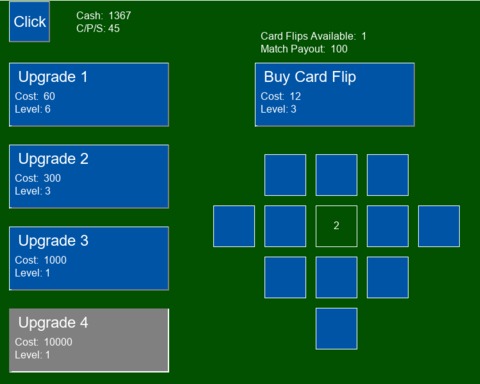 Click
Cash: 1367
C/P/S: 45
Card Flips Available: 1
Match Payout: 100
Upgrade 1
Cost: 60
Level: 6
Buy Card Flip
Cost: 12
Level: 3
Upgrade 2
Cost: 300
Level: 3
2
Upgrade 3
Cost: 1000
Level: 1
Upgrade 4
Cost: 10000
Level: 1